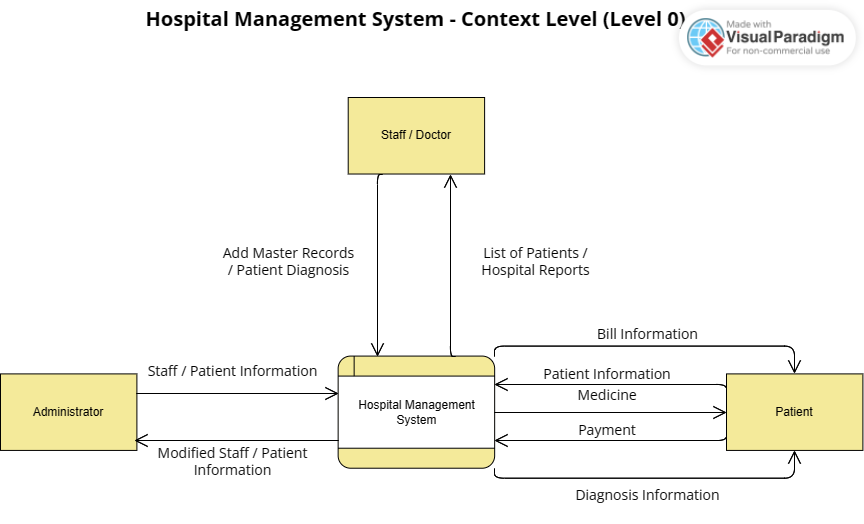 Hospital Management System - Context Level (Level 0)
Made with
Visual Paradigm
For non-commercial use
Staff / Doctor
Add Master Records
/ Patient Diagnosis
List of Patients /
Hospital Reports
Bill Information
Staff / Patient Information
Patient Information
Medicine
Administrator
Hospital Management
System
Patient
Payment
Modified Staff / Patient
Information
Diagnosis Information